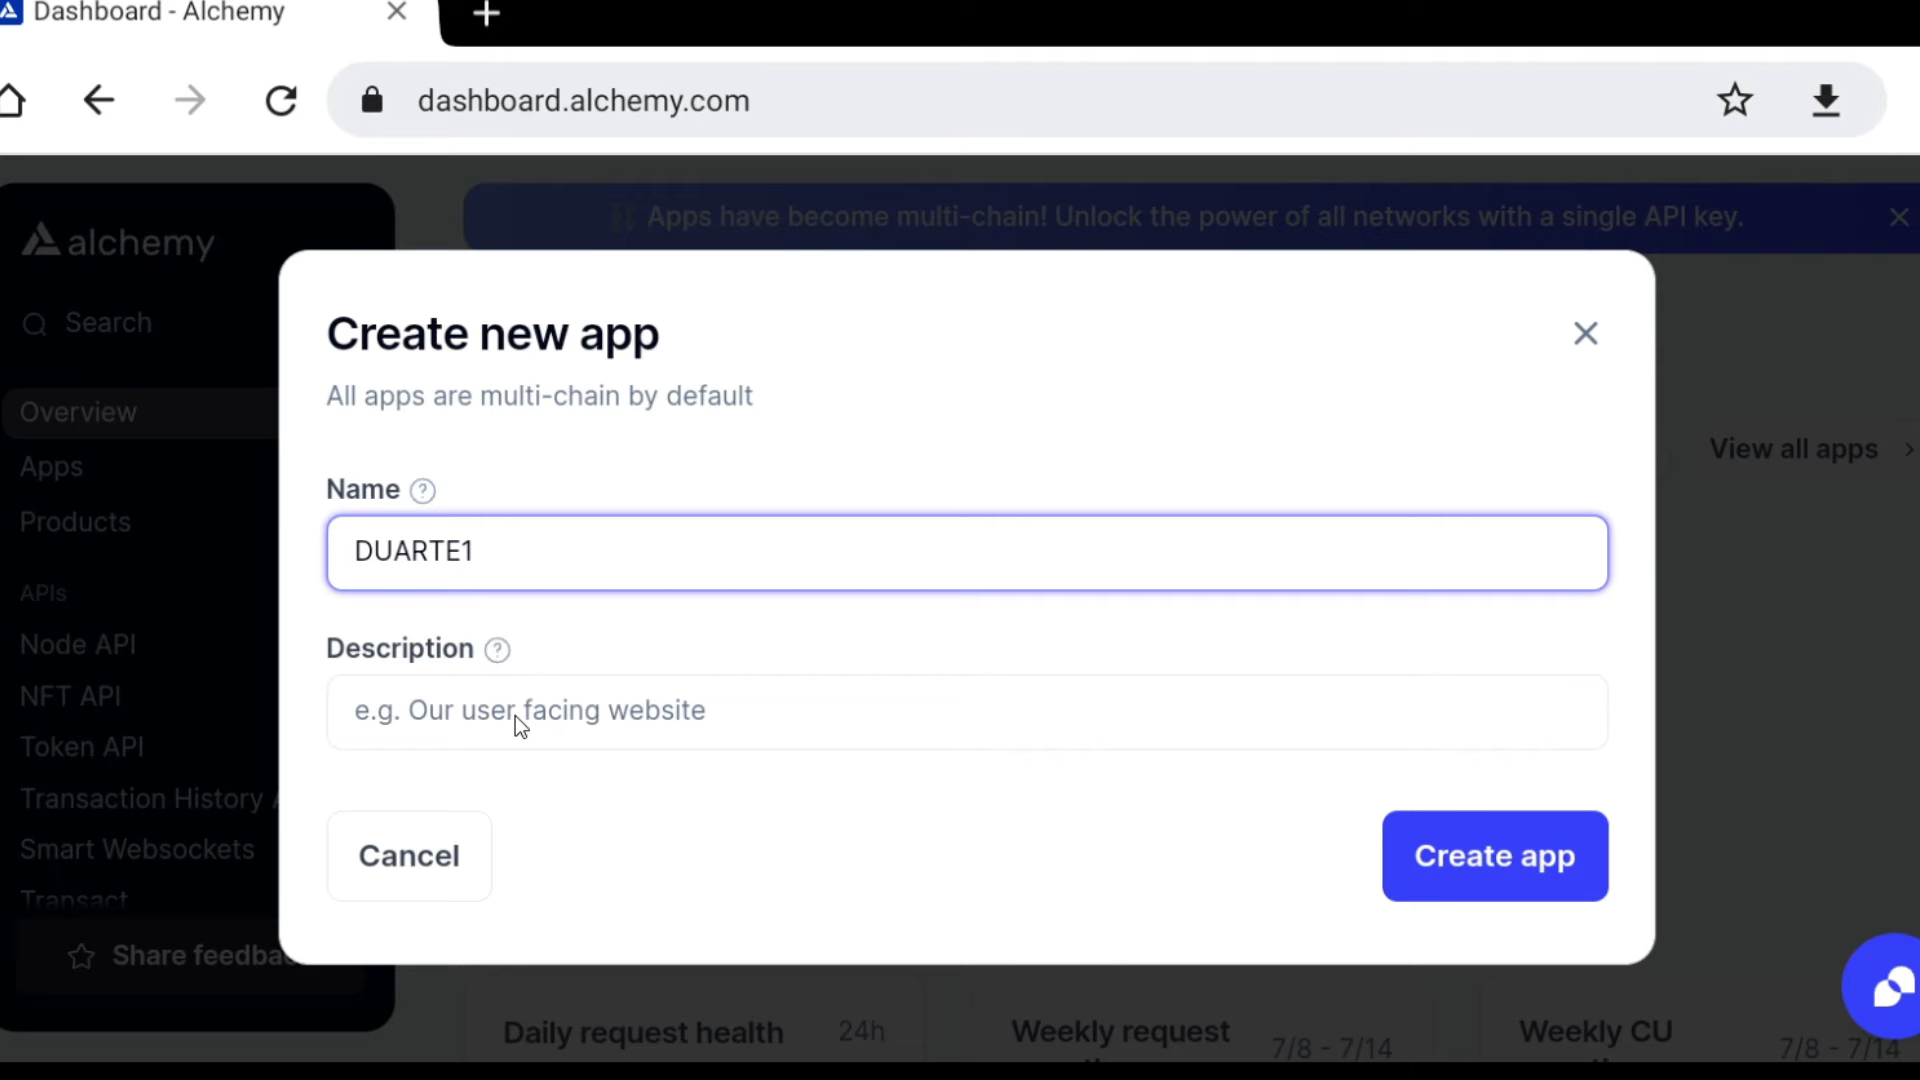 Dashboard - Alchemy
dashboard.alchemy.com
Apps have become multi-chain! Unlock the power of all networks with a single API key.
alchemy
Search
Overview
Apps
Products
APIs
Node API
NFT API
Token API
Transaction History
Smart Websockets
Transact
Share feedba
Create new app
All apps are multi-chain by default
Name
DUARTE1
Description
e.g. Our user facing website
Cancel
Create app
View all apps
Daily request health 24h
Weekly request 7/8 - 7/14
Weekly CU 7/8 - 7/14